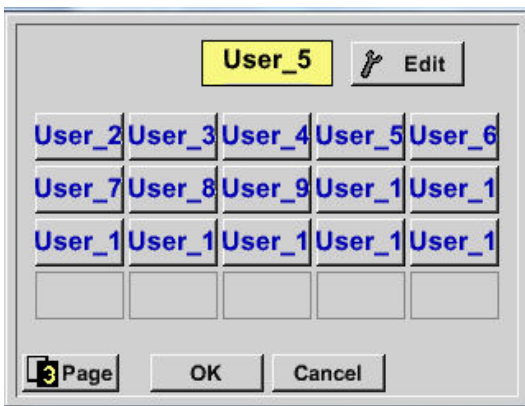 User_5 Edit
User_2 User_3 User_4 User_5 User_6
User_7 User_8 User_9 User_1 User_1
User_1 User_1 User_1 User_1 User_1
3 Page OK Cancel